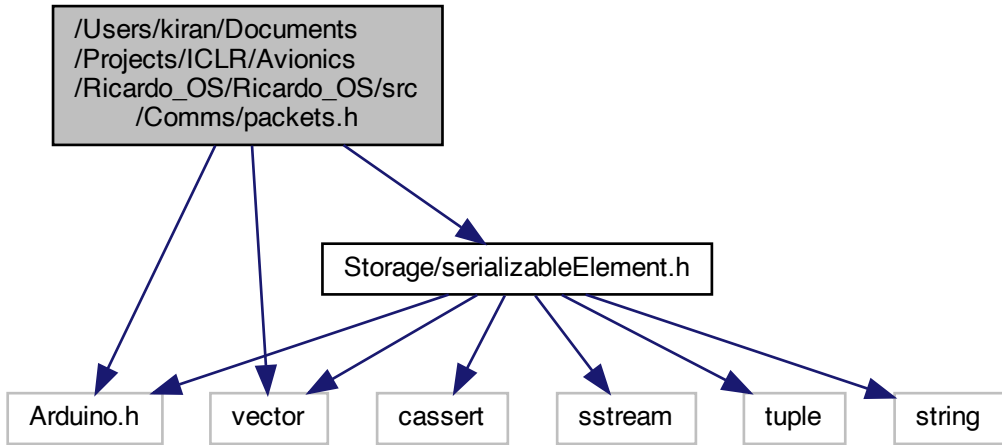 /Users/kiran/Documents
/Projects/ICLR/Avionics
/Ricardo_OS/Ricardo_OS/src
/Comms/packets.h
Storage/serializableElement.h
Arduino.h
vector
cassert
sstream
tuple
string